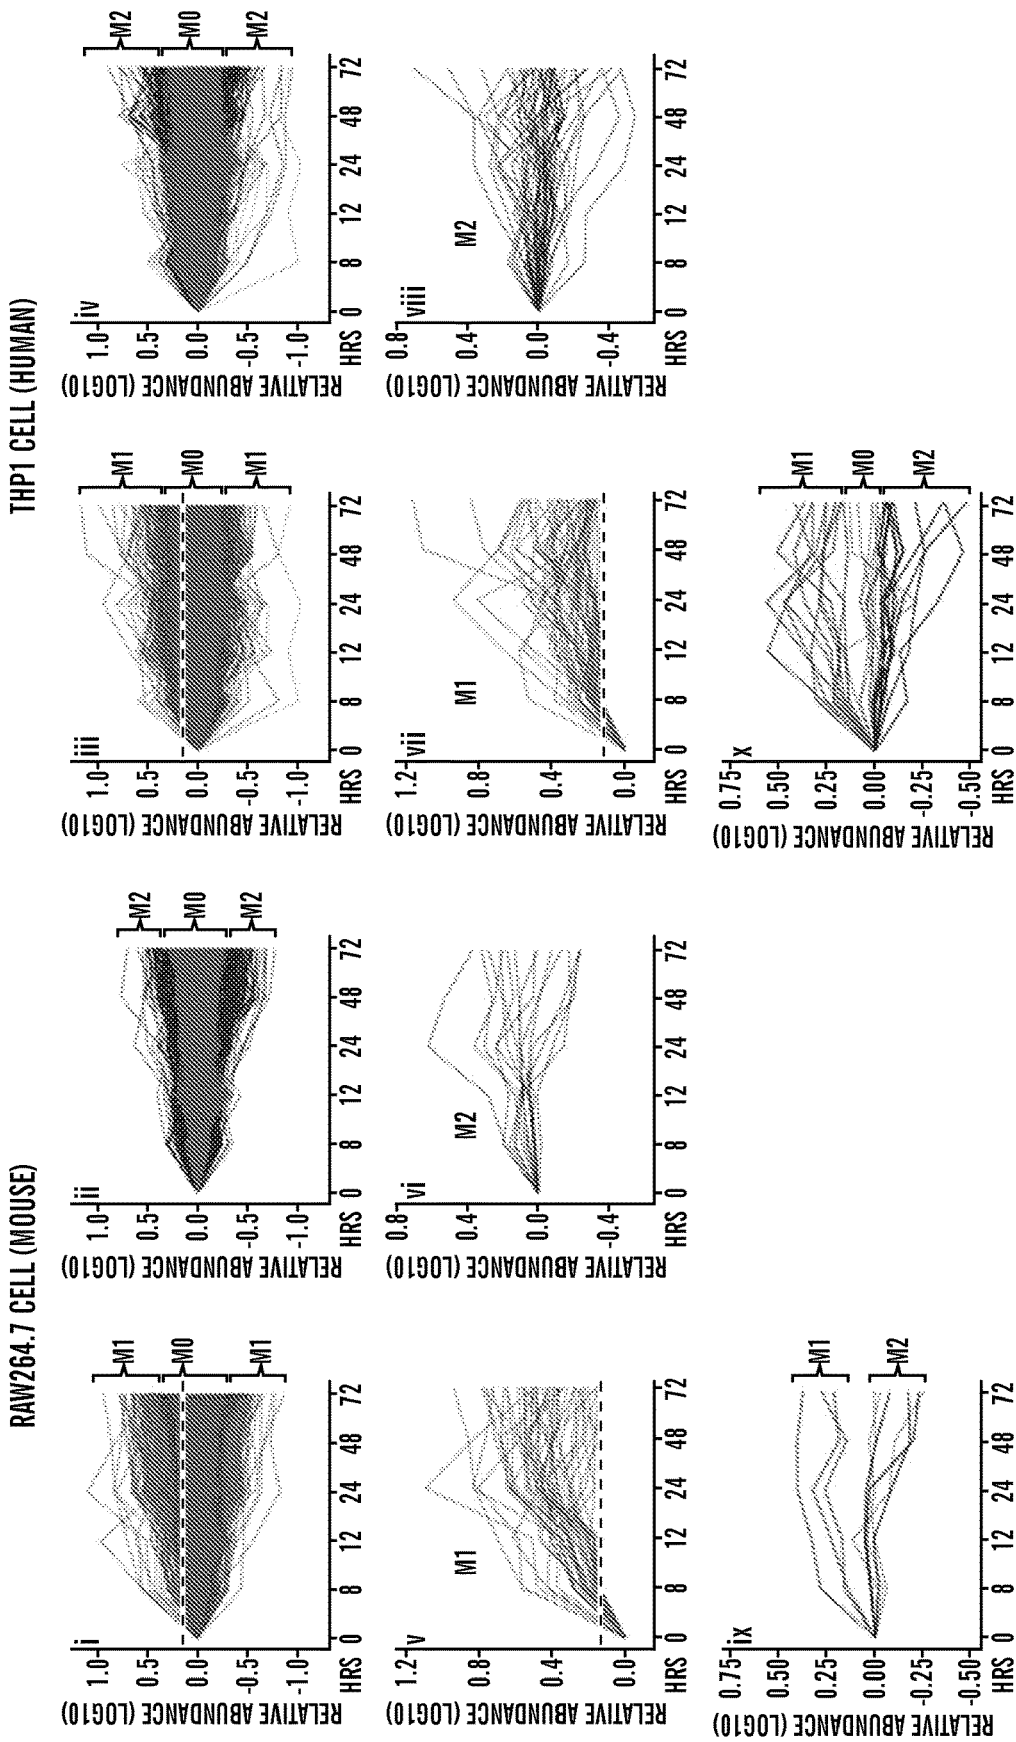 RAW264.7 CELL (MOUSE)
THP1 CELL (HUMAN)
i
RELATIVE ABUNDANCE (LOG10)
1.0
0.5
0.0
-0.5
-1.0
M1
M0
M1
HRS 0 8 12 24 48 72
ii
RELATIVE ABUNDANCE (LOG10)
1.0
0.5
0.0
-0.5
-1.0
M2
M0
M2
HRS 0 8 12 24 48 72
iii
RELATIVE ABUNDANCE (LOG10)
1.0
0.5
0.0
-0.5
-1.0
M1
M0
M1
HRS 0 8 12 24 48 72
iv
RELATIVE ABUNDANCE (LOG10)
1.0
0.5
0.0
-0.5
-1.0
M2
M0
M2
HRS 0 8 12 24 48 72
v
RELATIVE ABUNDANCE (LOG10)
1.2
0.8
0.4
0.0
M1
HRS 0 8 12 24 48 72
vi
RELATIVE ABUNDANCE (LOG10)
0.8
0.4
0.0
-0.4
M2
HRS 0 8 12 24 48 72
vii
RELATIVE ABUNDANCE (LOG10)
1.2
0.8
0.4
0.0
M1
HRS 0 8 12 24 48 72
viii
RELATIVE ABUNDANCE (LOG10)
0.8
0.4
0.0
-0.4
M2
HRS 0 8 12 24 48 72
ix
RELATIVE ABUNDANCE (LOG10)
0.75
0.50
0.25
0.00
-0.25
-0.50
M1
M2
HRS 0 8 12 24 48 72
x
RELATIVE ABUNDANCE (LOG10)
0.75
0.50
0.25
0.00
-0.25
-0.50
M1
M0
M2
HRS 0 8 12 24 48 72